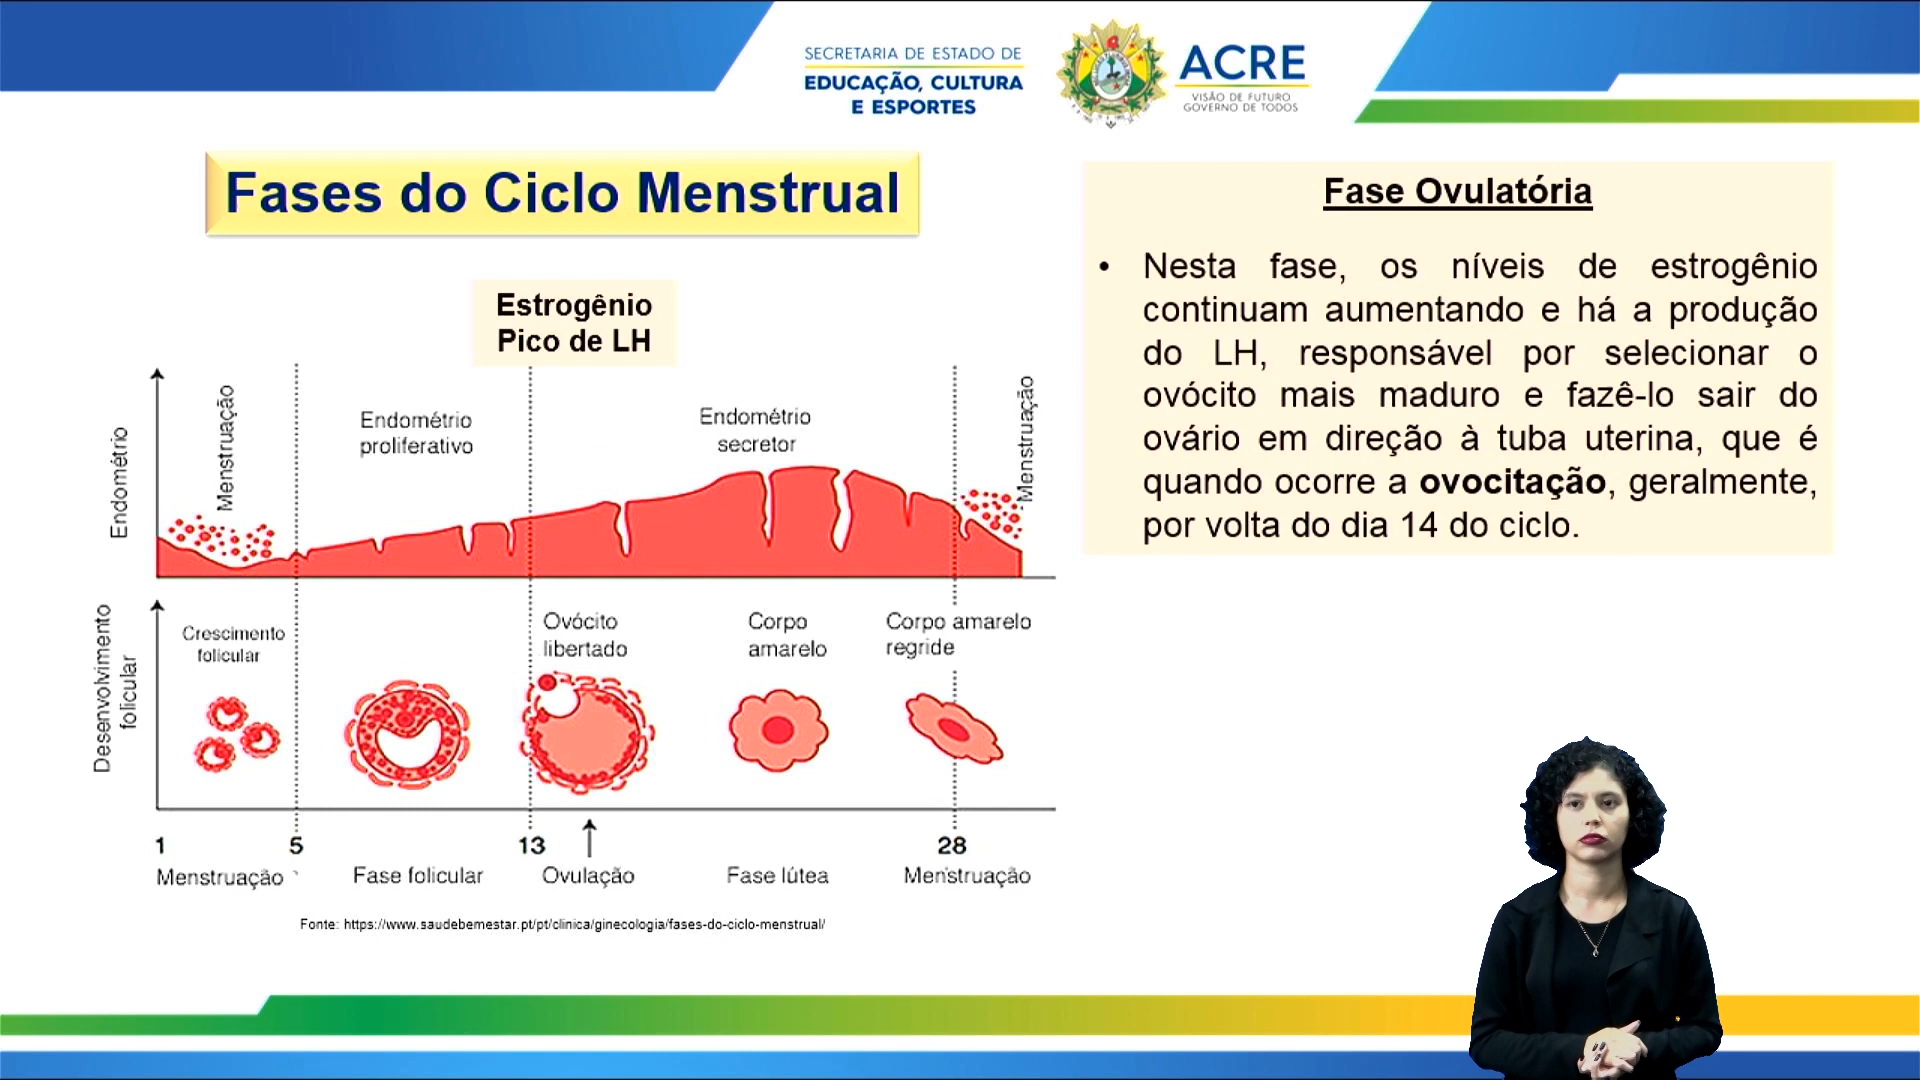 SECRETARIA DE ESTADO DE
EDUCAÇÃO, CULTURA
E ESPORTES
ACRE
VISÃO DE FUTURO
GOVERNO DE TODOS
Fases do Ciclo Menstrual
Estrogênio
Pico de LH
Endométrio
Menstruação
Endométrio
proliferativo
Endométrio
secretor
Menstruação
Desenvolvimento
folicular
Crescimento
folicular
Ovócito
libertado
Corpo
amarelo
Corpo amarelo
regride
1 5 13 28
Menstruação Fase folicular Ovulação Fase lútea Menstruação
Fonte: https://www.saudebemestar.pt/pt/clinica/ginecologia/fases-do-ciclo-menstrual/
Fase Ovulatória
• Nesta fase, os níveis de estrogênio
continuam aumentando e há a produção
do LH, responsável por selecionar o
ovócito mais maduro e fazê-lo sair do
ovário em direção à tuba uterina, que é
quando ocorre a ovocitação, geralmente,
por volta do dia 14 do ciclo.